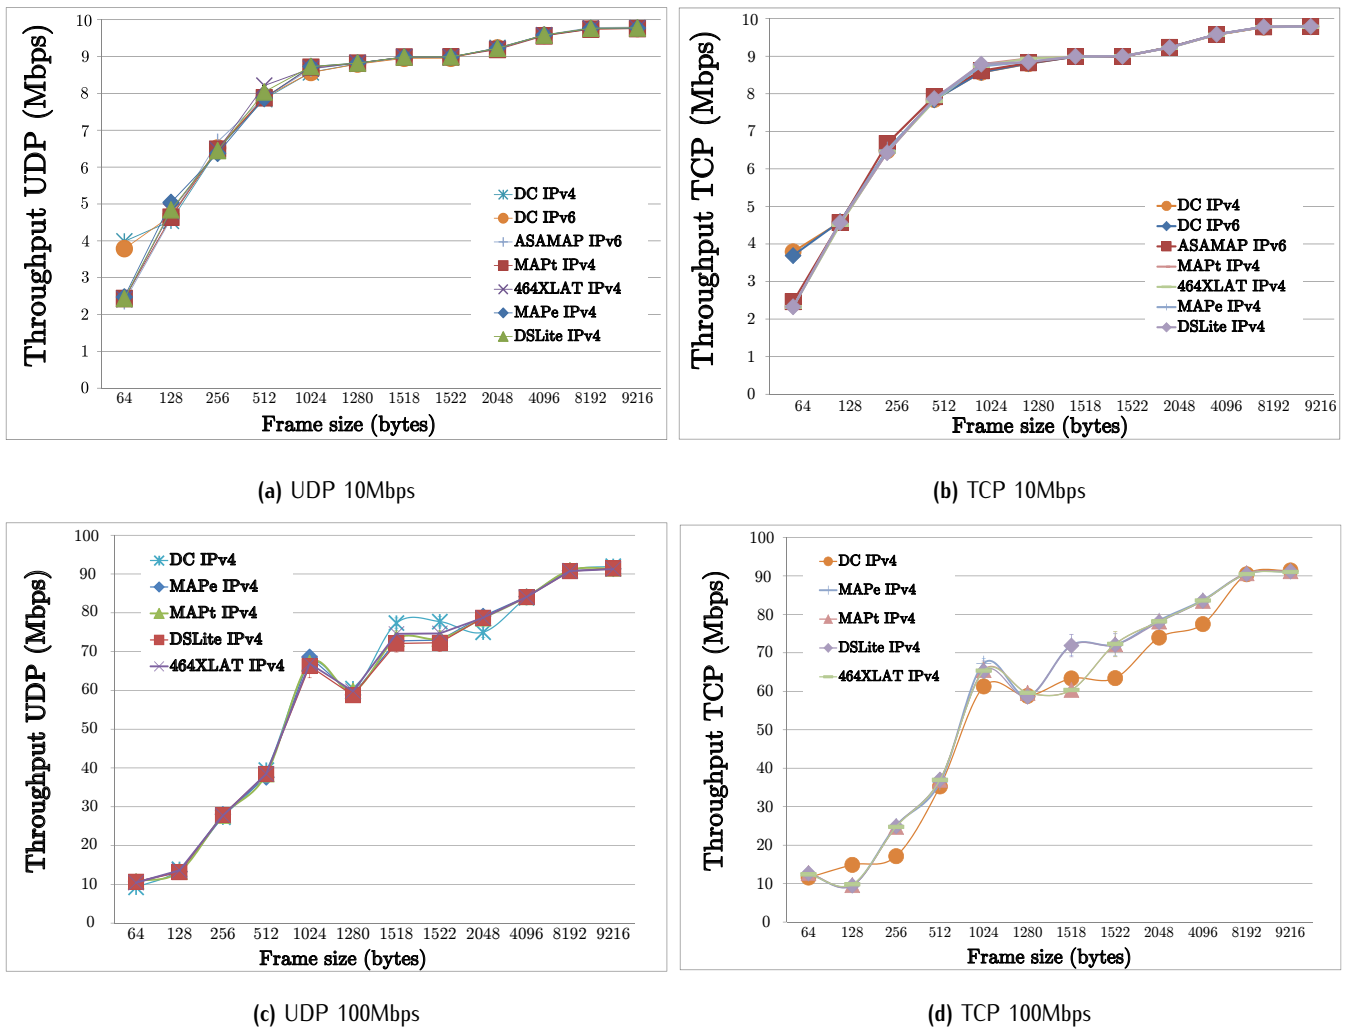 10
9
8
7
6
5
4
3
2
1
0
Throughput UDP (Mbps)
DC IPv4
DC IPv6
ASAMAP IPv6
MAPt IPv4
464XLAT IPv4
MAPe IPv4
DSLite IPv4
64 128 256 512 1024 1280 1518 1522 2048 4096 8192 9216
Frame size (bytes)
(a) UDP 10Mbps
10
9
8
7
6
5
4
3
2
1
0
Throughput TCP (Mbps)
DC IPv4
DC IPv6
ASAMAP IPv6
MAPt IPv4
464XLAT IPv4
MAPe IPv4
DSLite IPv4
64 128 256 512 1024 1280 1518 1522 2048 4096 8192 9216
Frame size (bytes)
(b) TCP 10Mbps
100
90
80
70
60
50
40
30
20
10
0
Throughput UDP (Mbps)
DC IPv4
MAPe IPv4
MAPt IPv4
DSLite IPv4
464XLAT IPv4
64 128 256 512 1024 1280 1518 1522 2048 4096 8192 9216
Frame size (bytes)
(c) UDP 100Mbps
100
90
80
70
60
50
40
30
20
10
0
Throughput TCP (Mbps)
DC IPv4
MAPe IPv4
MAPt IPv4
DSLite IPv4
464XLAT IPv4
64 128 256 512 1024 1280 1518 1522 2048 4096 8192 9216
Frame size (bytes)
(d) TCP 100Mbps